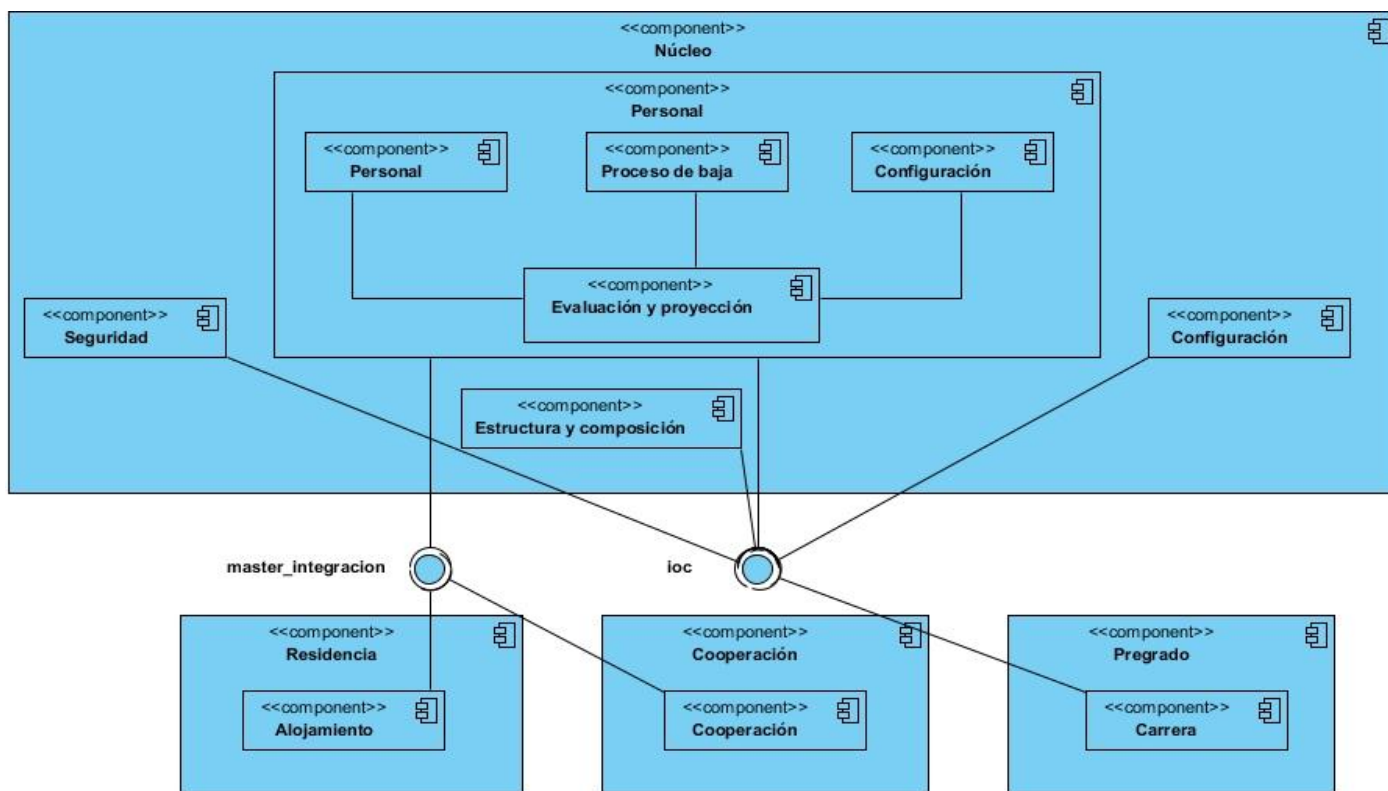 <<component>>
Núcleo
<<component>>
Personal
<<component>>
Personal
<<component>>
Proceso de baja
<<component>>
Configuración
<<component>>
Evaluación y proyección
<<component>>
Seguridad
<<component>>
Configuración
<<component>>
Estructura y composición
master_integracion
ioc
<<component>>
Residencia
<<component>>
Cooperación
<<component>>
Pregrado
<<component>>
Alojamiento
<<component>>
Cooperación
<<component>>
Carrera